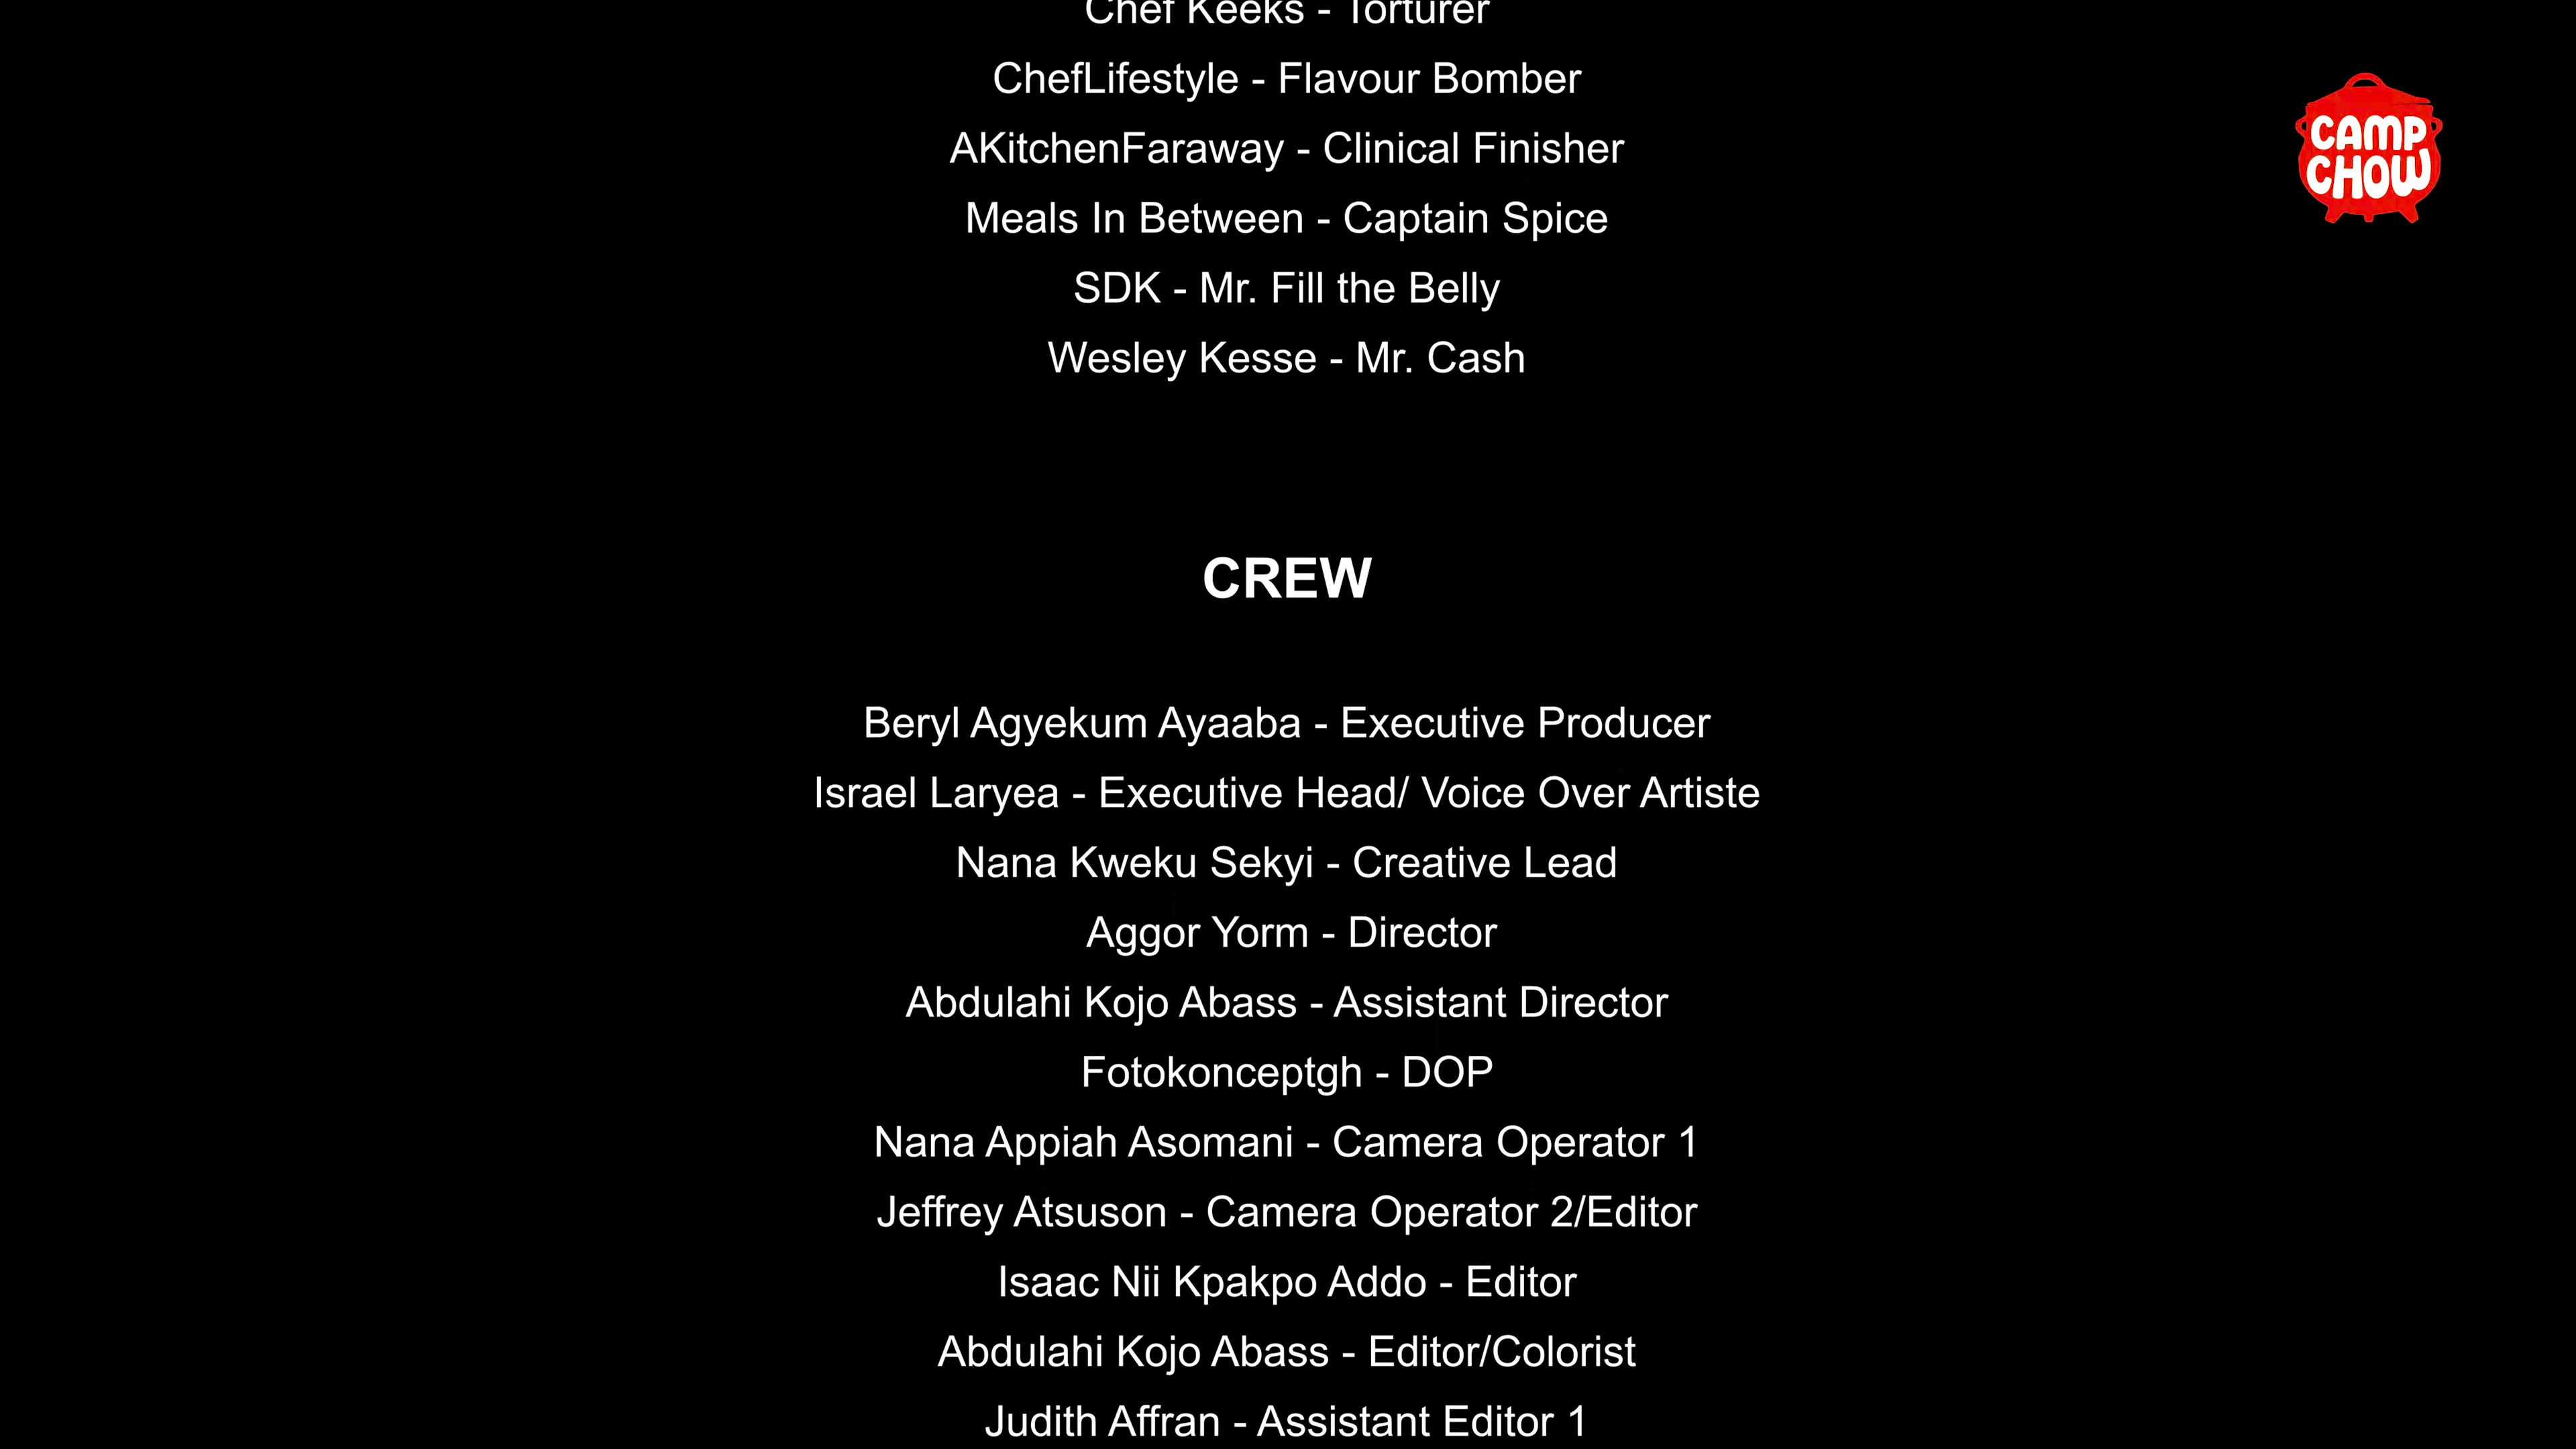 Chef Keeks - Torturer
ChefLifestyle - Flavour Bomber
AKitchenFaraway - Clinical Finisher
Meals In Between - Captain Spice
SDK - Mr. Fill the Belly
Wesley Kesse - Mr. Cash
CAMP
CHOW
CREW
Beryl Agyekum Ayaaba - Executive Producer
Israel Laryea - Executive Head/ Voice Over Artiste
Nana Kweku Sekyi - Creative Lead
Aggor Yorm - Director
Abdulahi Kojo Abass - Assistant Director
Fotokonceptgh - DOP
Nana Appiah Asomani - Camera Operator 1
Jeffrey Atsuson - Camera Operator 2/Editor
Isaac Nii Kpakpo Addo - Editor
Abdulahi Kojo Abass - Editor/Colorist
Judith Affran - Assistant Editor 1